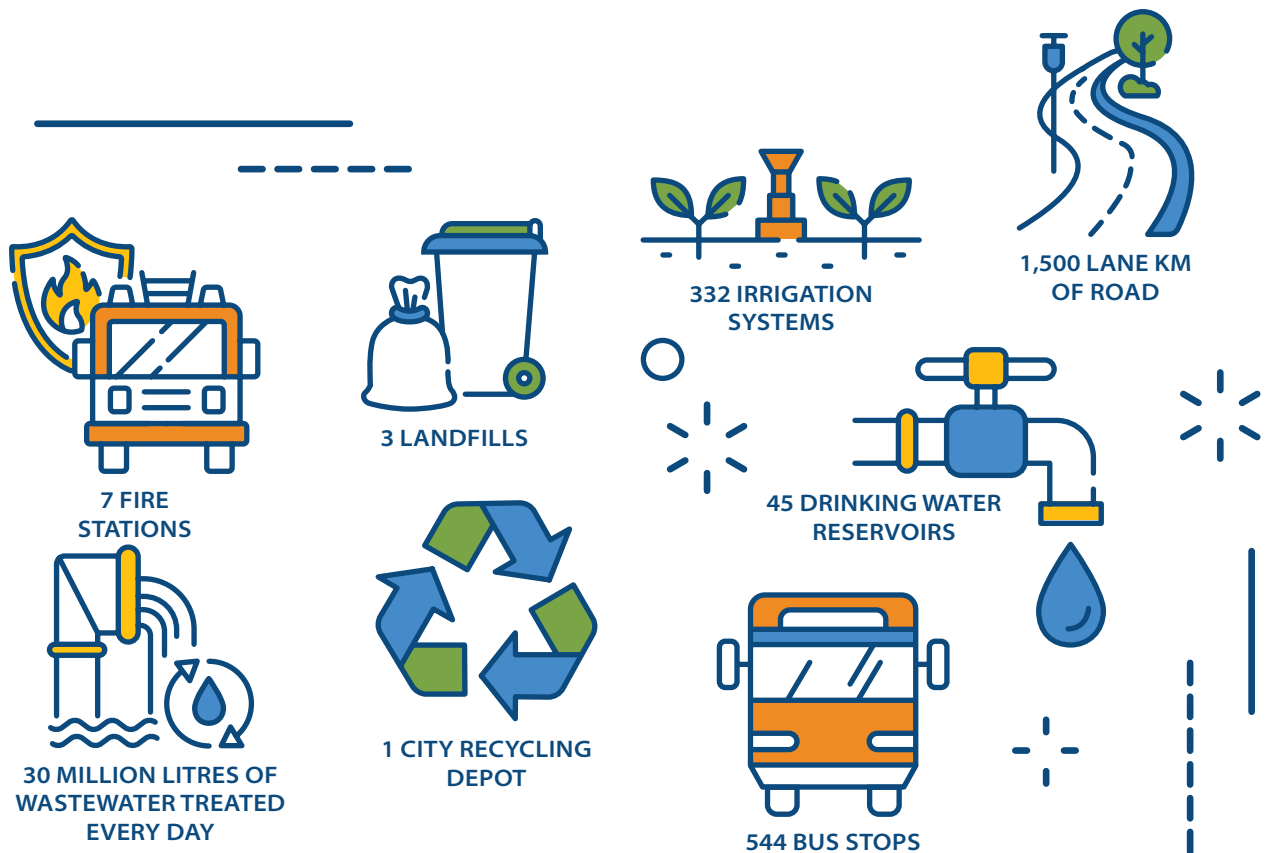 332 IRRIGATION
SYSTEMS
1,500 LANE KM
OF ROAD
7 FIRE
STATIONS
3 LANDFILLS
45 DRINKING WATER
RESERVOIRS
30 MILLION LITRES OF
WASTEWATER TREATED
EVERY DAY
1 CITY RECYCLING
DEPOT
544 BUS STOPS